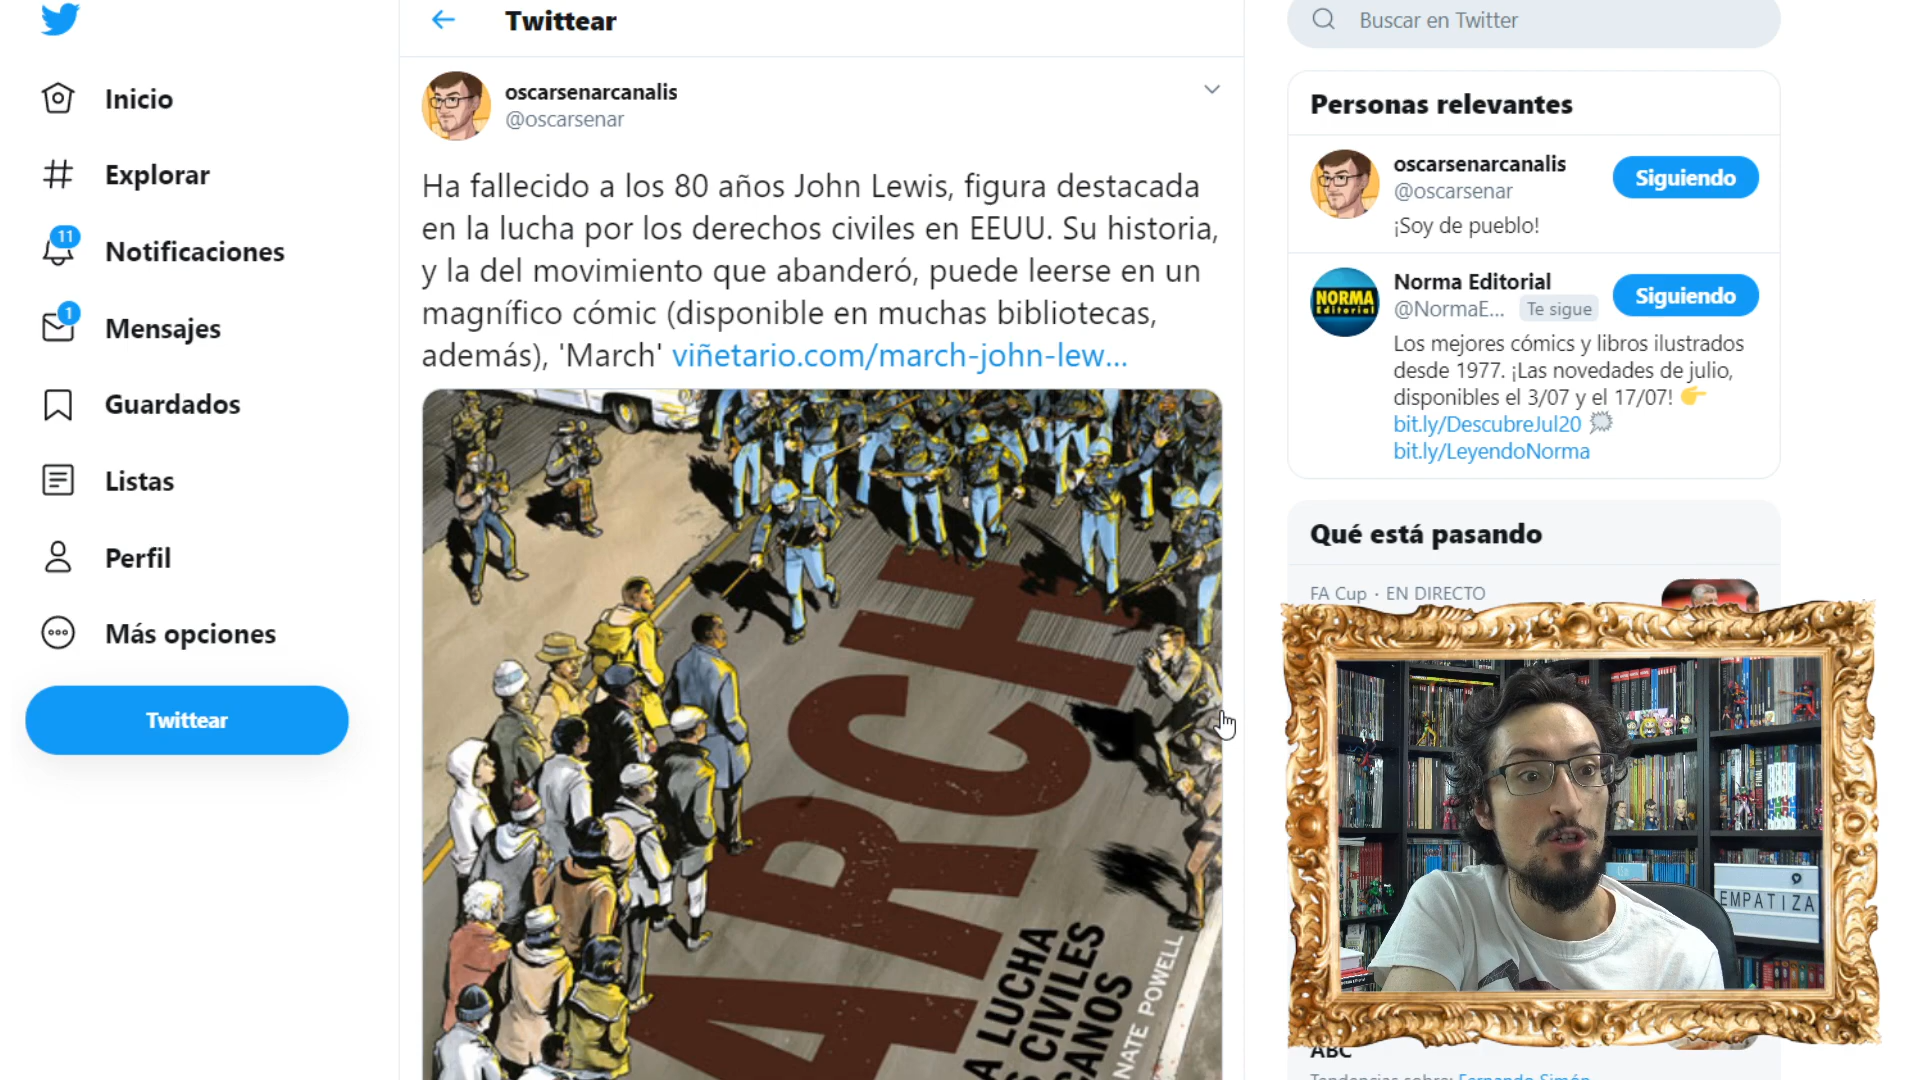 Inicio
Explorar
11
Notificaciones
1
Mensajes
Guardados
Listas
Perfil
Más opciones
Twittear
Twittear
oscarsenarcanalis
@oscarsenar
Ha fallecido a los 80 años John Lewis, figura destacada
en la lucha por los derechos civiles en EEUU. Su historia,
y la del movimiento que abanderó, puede leerse en un
magnífico cómic (disponible en muchas bibliotecas,
además), 'March' viñetario.com/march-john-lew...
ARCH
A LUCHA
S CIVILES
CANOS
NATE POWELL
Buscar en Twitter
Personas relevantes
oscarsenarcanalis
@oscarsenar
Siguiendo
¡Soy de pueblo!
NORMA
Editorial
Norma Editorial
@NormaE... Te sigue
Siguiendo
Los mejores cómics y libros ilustrados
desde 1977. ¡Las novedades de julio,
disponibles el 3/07 y el 17/07!
bit.ly/DescubreJul20
bit.ly/LeyendoNorma
Qué está pasando
FA Cup · EN DIRECTO
EMPATIZA
ABC
Tendencias sobre: Fernando Simón